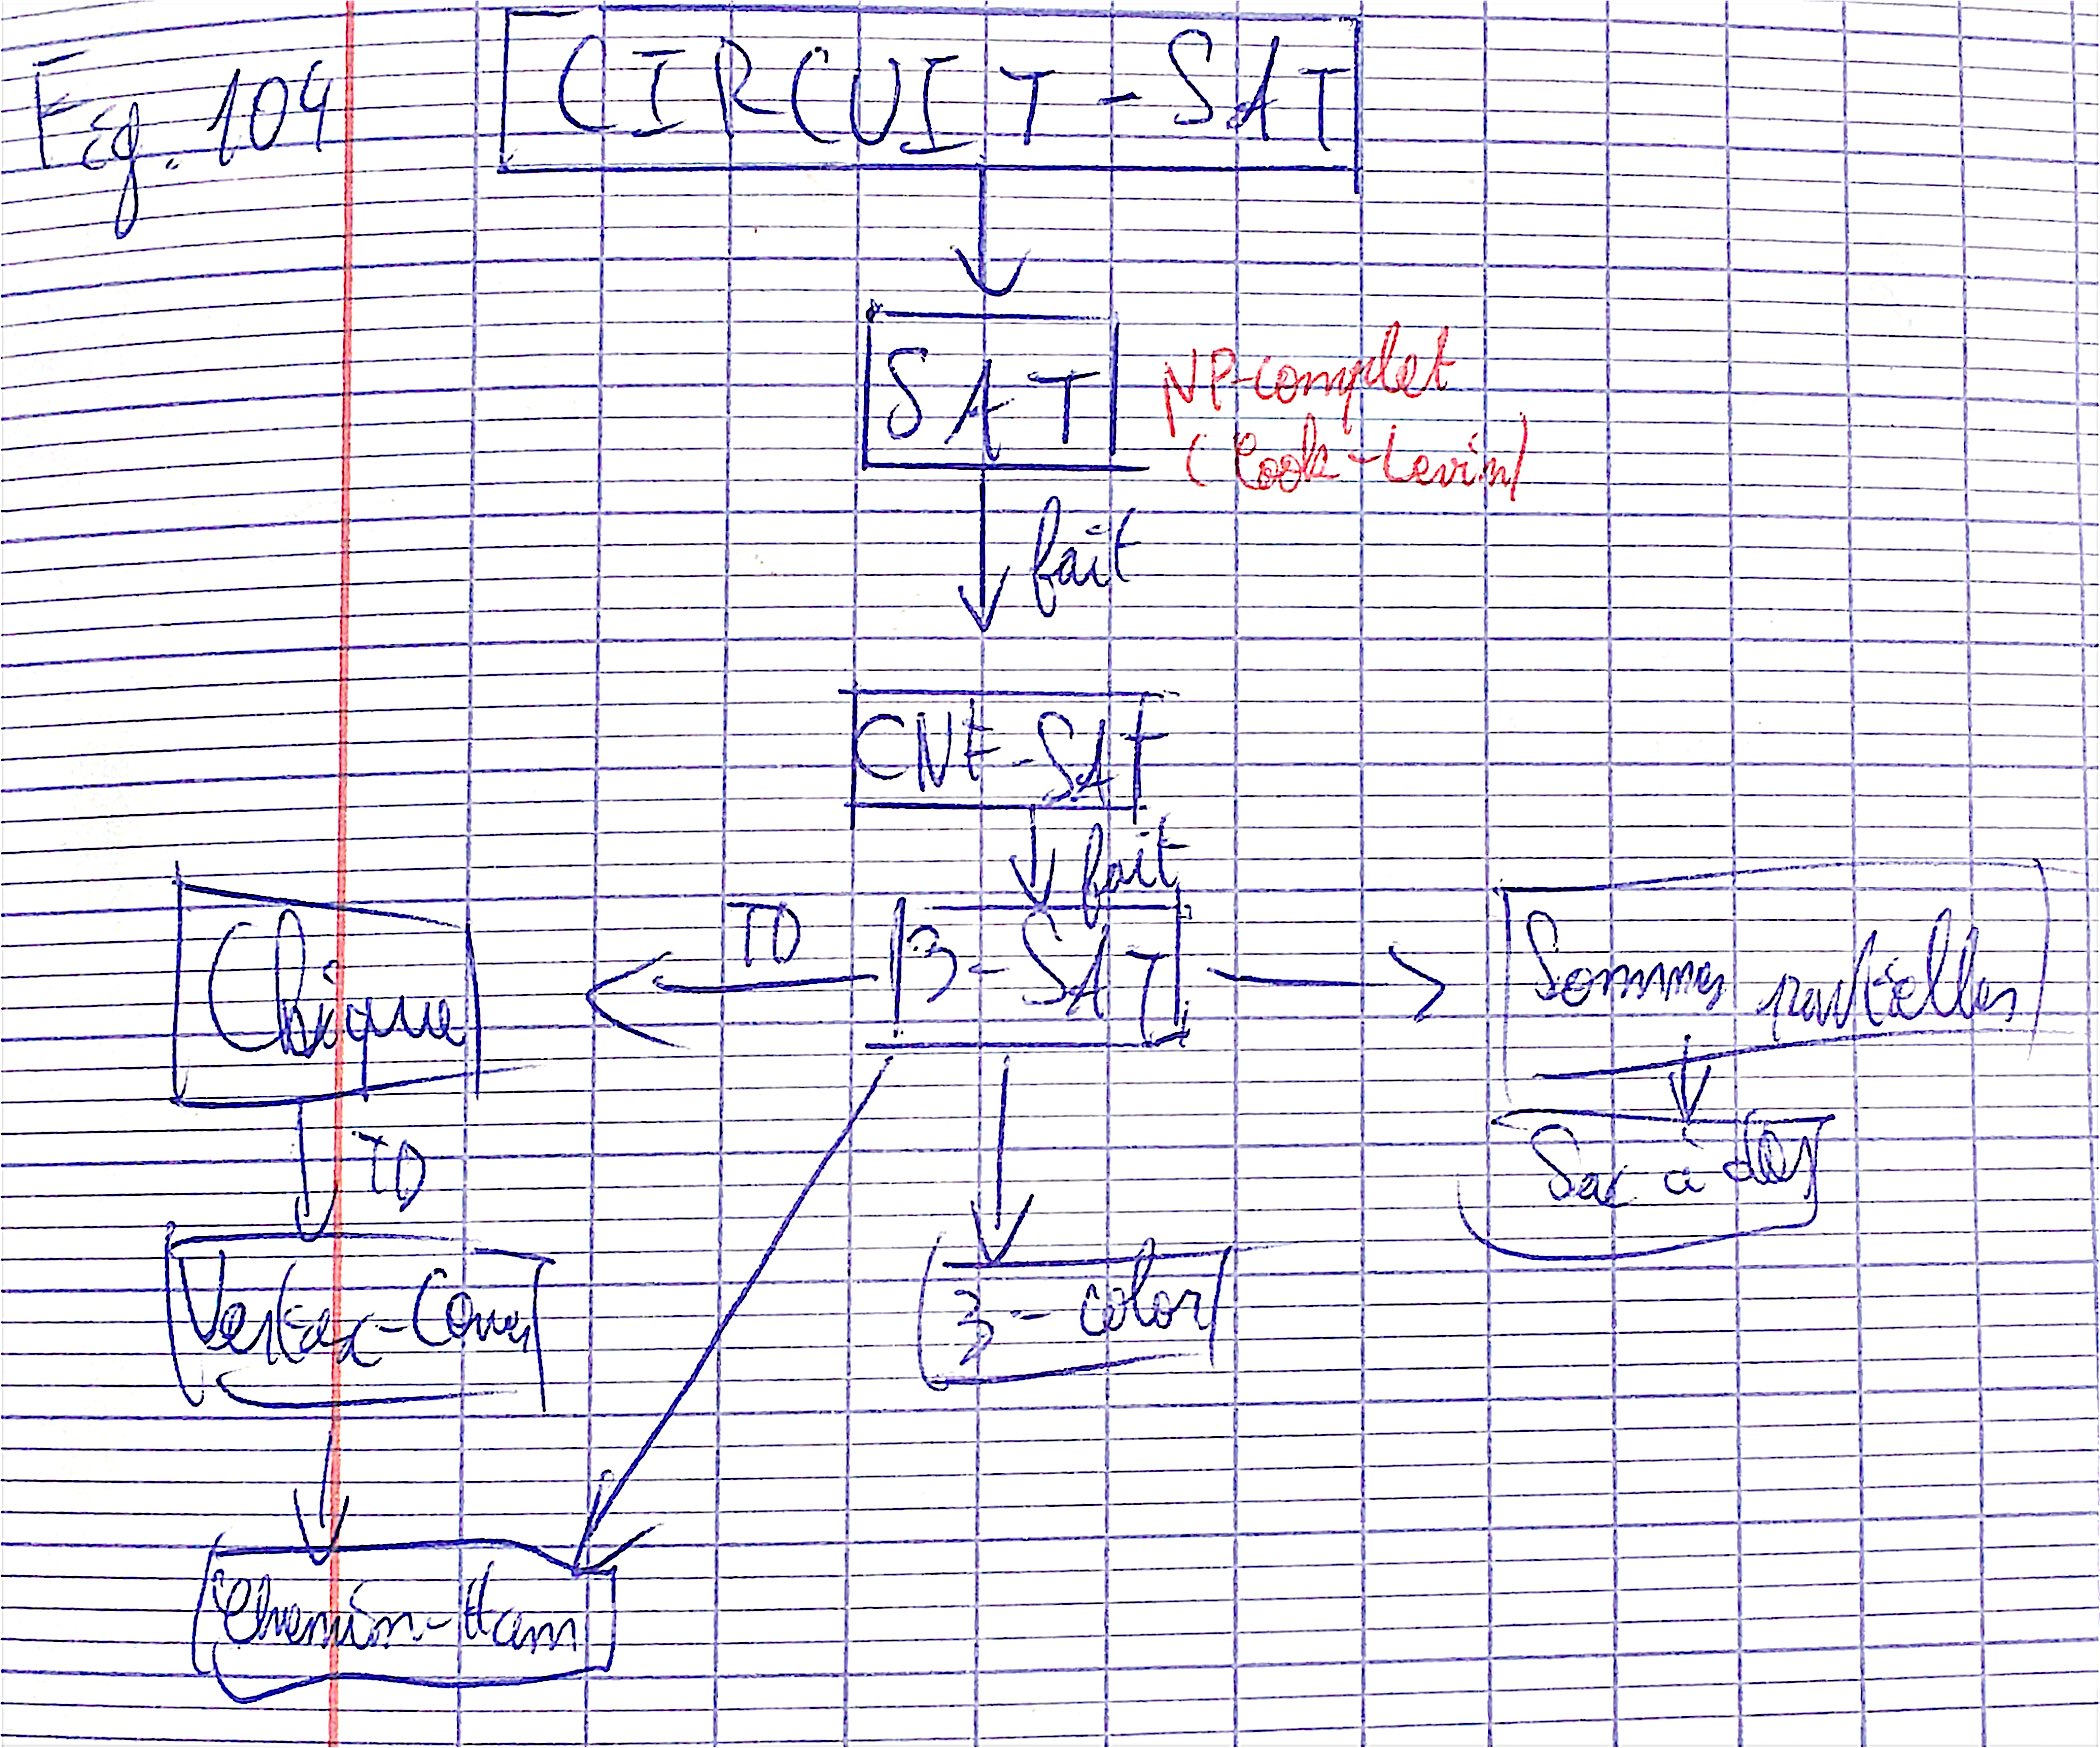 Fig. 104
CIRCUIT-SAT
SAT
NP-complet
(Cook-Levin)
fait
CNF-SAT
fait
Clique
TD
3-SAT
Sommes partielles
TD
Sac à dos
Vertex-Cover
3-color
Chemin-Ham